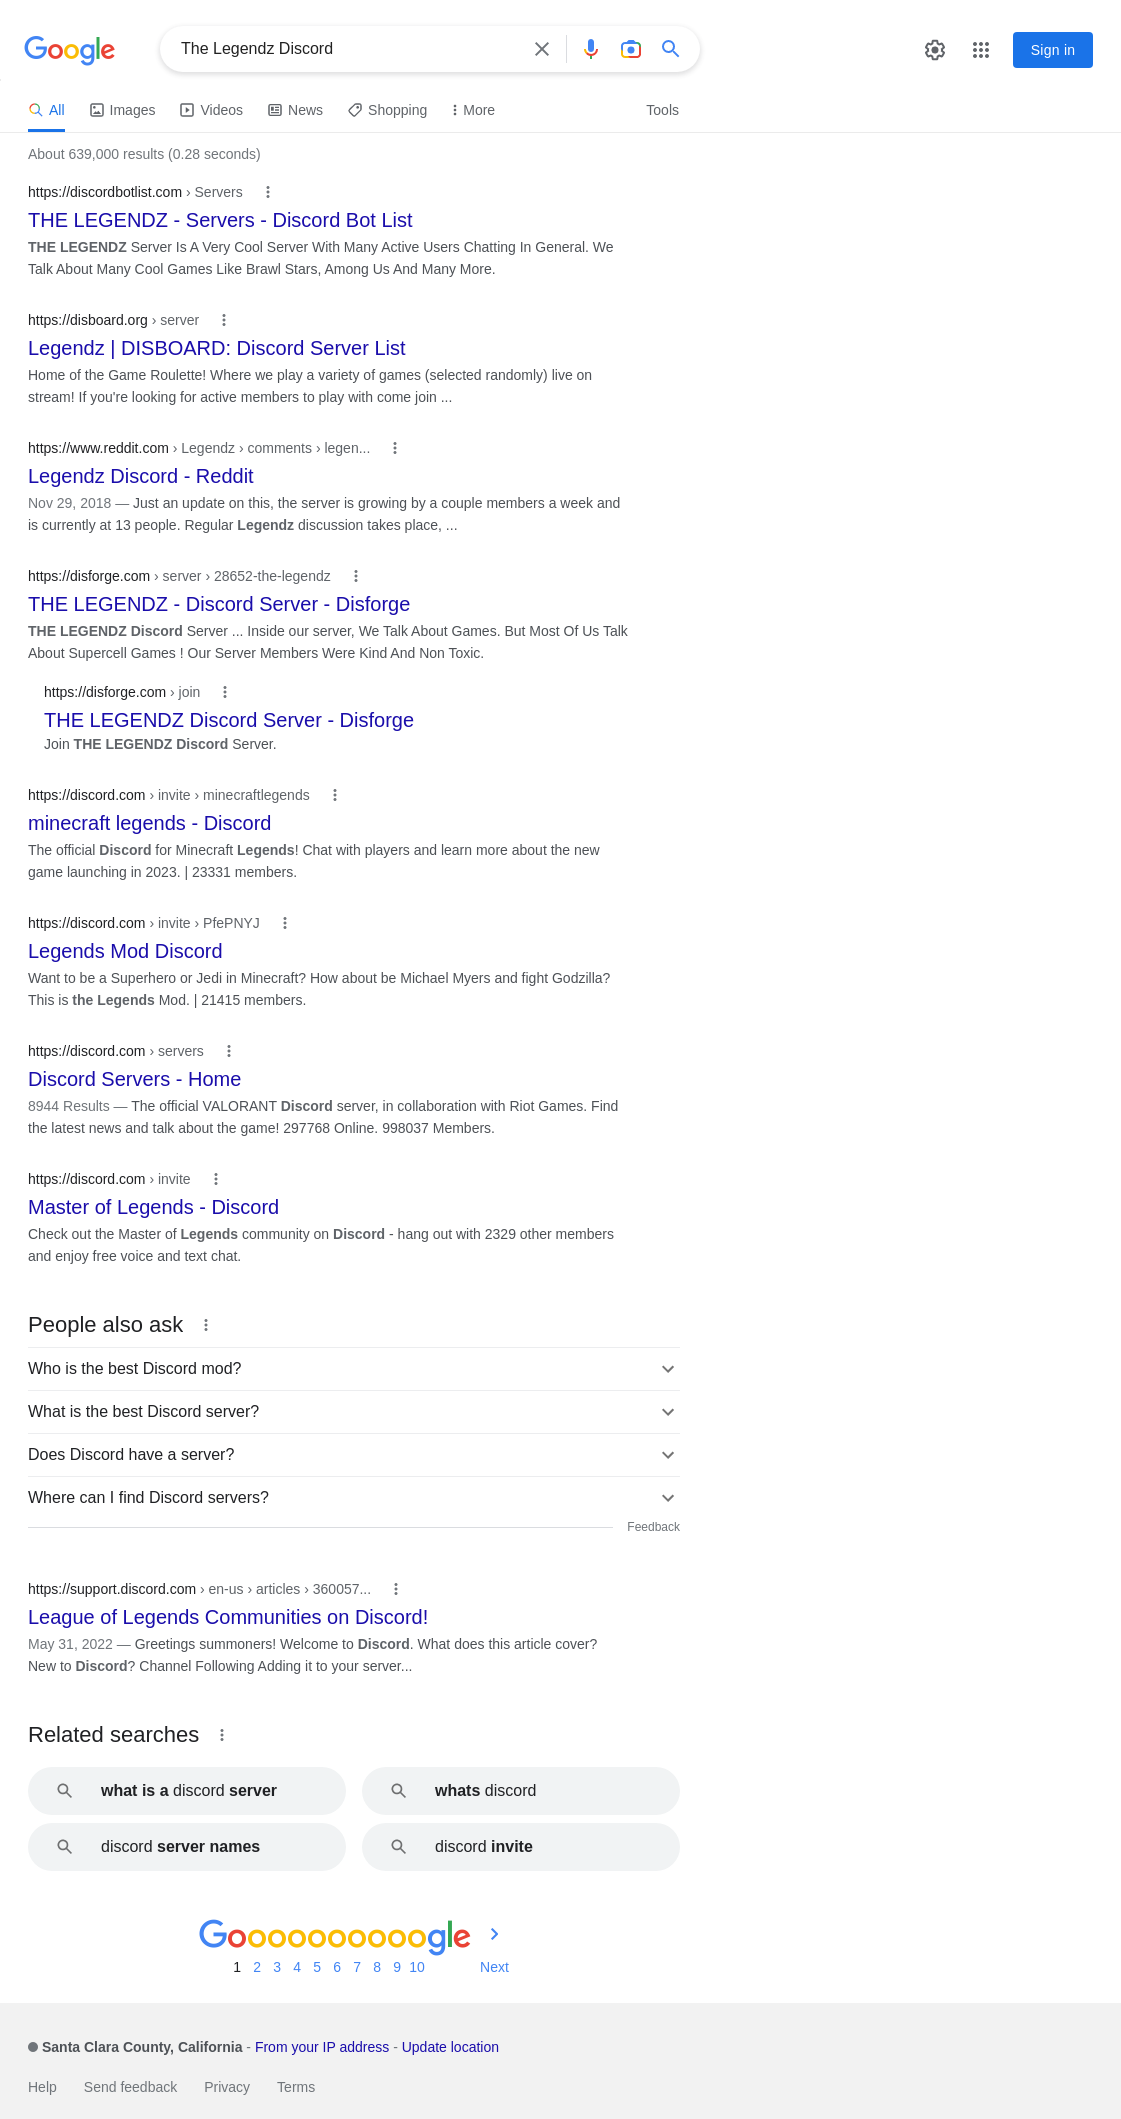 Google
The Legendz Discord
Sign in
All
Images
Videos
News
Shopping
More
Tools
About 639,000 results (0.28 seconds)
https://discordbotlist.com › Servers
THE LEGENDZ - Servers - Discord Bot List
THE LEGENDZ Server Is A Very Cool Server With Many Active Users Chatting In General. We
Talk About Many Cool Games Like Brawl Stars, Among Us And Many More.
https://disboard.org › server
Legendz | DISBOARD: Discord Server List
Home of the Game Roulette! Where we play a variety of games (selected randomly) live on
stream! If you're looking for active members to play with come join ...
https://www.reddit.com › Legendz › comments › legen...
Legendz Discord - Reddit
Nov 29, 2018 — Just an update on this, the server is growing by a couple members a week and
is currently at 13 people. Regular Legendz discussion takes place, ...
https://disforge.com › server › 28652-the-legendz
THE LEGENDZ - Discord Server - Disforge
THE LEGENDZ Discord Server ... Inside our server, We Talk About Games. But Most Of Us Talk
About Supercell Games ! Our Server Members Were Kind And Non Toxic.
https://disforge.com › join
THE LEGENDZ Discord Server - Disforge
Join THE LEGENDZ Discord Server.
https://discord.com › invite › minecraftlegends
minecraft legends - Discord
The official Discord for Minecraft Legends! Chat with players and learn more about the new
game launching in 2023. | 23331 members.
https://discord.com › invite › PfePNYJ
Legends Mod Discord
Want to be a Superhero or Jedi in Minecraft? How about be Michael Myers and fight Godzilla?
This is the Legends Mod. | 21415 members.
https://discord.com › servers
Discord Servers - Home
8944 Results — The official VALORANT Discord server, in collaboration with Riot Games. Find
the latest news and talk about the game! 297768 Online. 998037 Members.
https://discord.com › invite
Master of Legends - Discord
Check out the Master of Legends community on Discord - hang out with 2329 other members
and enjoy free voice and text chat.
People also ask
Who is the best Discord mod?
What is the best Discord server?
Does Discord have a server?
Where can I find Discord servers?
Feedback
https://support.discord.com › en-us › articles › 360057...
League of Legends Communities on Discord!
May 31, 2022 — Greetings summoners! Welcome to Discord. What does this article cover?
New to Discord? Channel Following Adding it to your server...
Related searches
what is a discord server
whats discord
discord server names
discord invite
Goooooooooogle
1 2 3 4 5 6 7 8 9 10 Next
Santa Clara County, California - From your IP address - Update location
Help Send feedback Privacy Terms